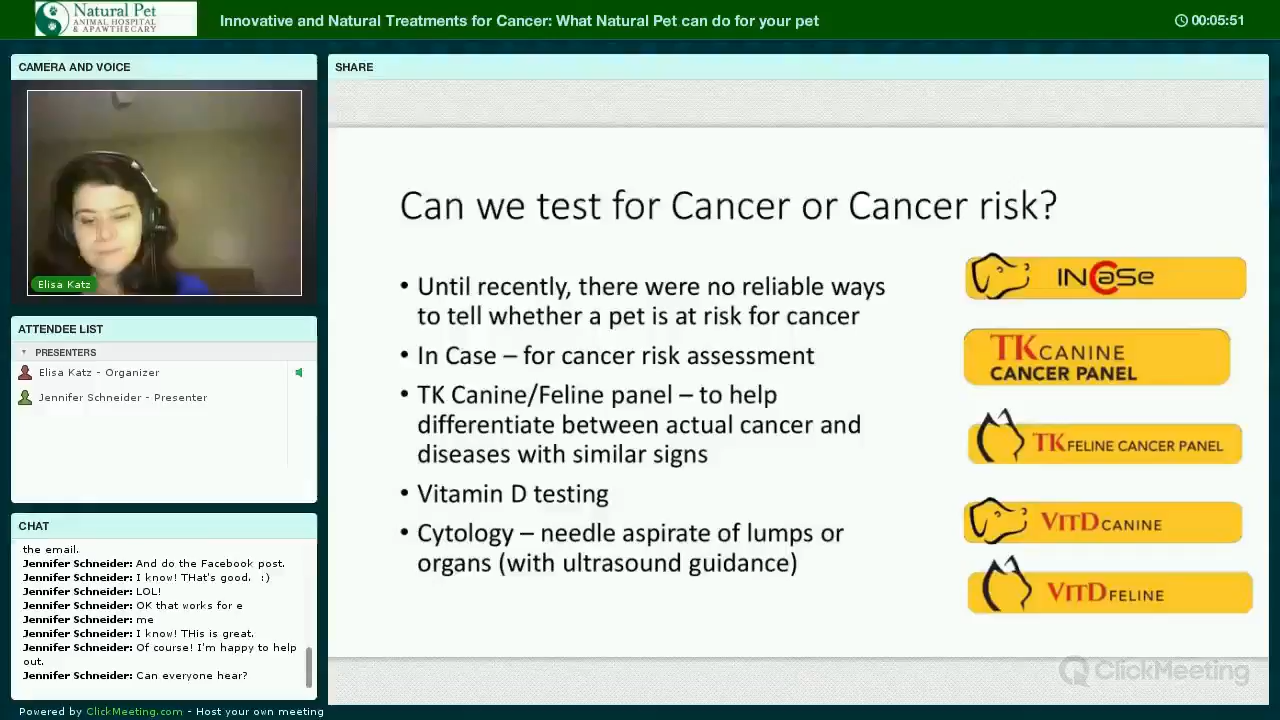 Natural Pet
ANIMAL HOSPITAL
& APAWTHECARY
Innovative and Natural Treatments for Cancer: What Natural Pet can do for your pet
00:05:51
CAMERA AND VOICE
Elisa Katz
ATTENDEE LIST
PRESENTERS
Elisa Katz - Organizer
Jennifer Schneider - Presenter
CHAT
the email.
Jennifer Schneider: And do the Facebook post.
Jennifer Schneider: I know! THat's good. :)
Jennifer Schneider: LOL!
Jennifer Schneider: OK that works for e
Jennifer Schneider: me
Jennifer Schneider: I know! THis is great.
Jennifer Schneider: Of course! I'm happy to help
out.
Jennifer Schneider: Can everyone hear?
Powered by ClickMeeting.com - Host your own meeting
SHARE
Can we test for Cancer or Cancer risk?
• Until recently, there were no reliable ways
to tell whether a pet is at risk for cancer
• In Case – for cancer risk assessment
• TK Canine/Feline panel – to help
differentiate between actual cancer and
diseases with similar signs
• Vitamin D testing
• Cytology – needle aspirate of lumps or
organs (with ultrasound guidance)
INCaSe
TK CANINE
CANCER PANEL
TK FELINE CANCER PANEL
VITD CANINE
VITD FELINE
ClickMeeting